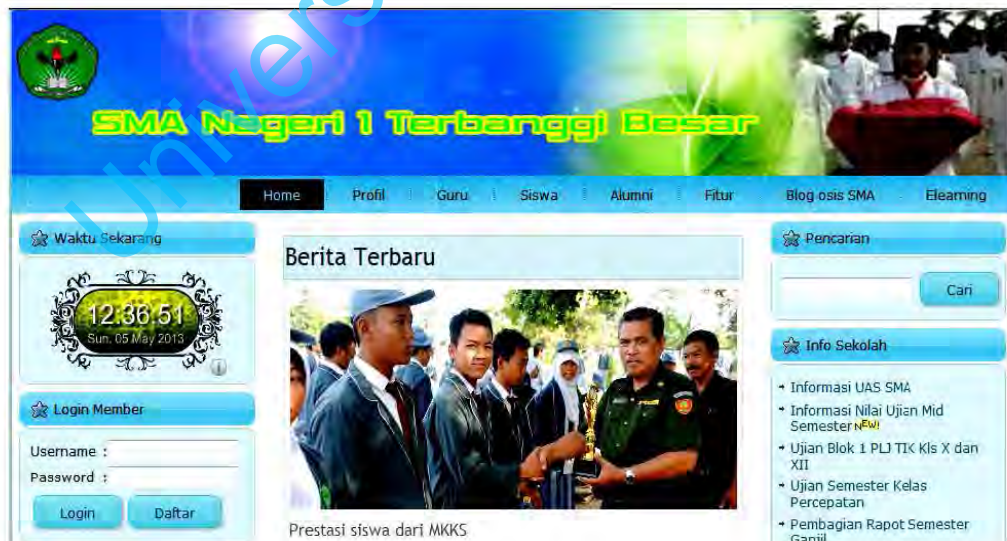 Univers
SMA Negeri 1 Terbanggi Besar
Home Profil Guru Siswa Alumni Fitur Blog osis SMA Elearning
Waktu Sekarang
12:36:51
Sun. 05 May 2013
Login Member
Username :
Password :
Login Daftar
Berita Terbaru
Prestasi siswa dari MKKS
Pencarian
Cari
Info Sekolah
Informasi UAS SMA
Informasi Nilai Ujian Mid
Semester NEW!
Ujian Blok 1 PLJ TIK Kls X dan
XII
Ujian Semester Kelas
Percepatan
Pembagian Rapot Semester
Ganjil